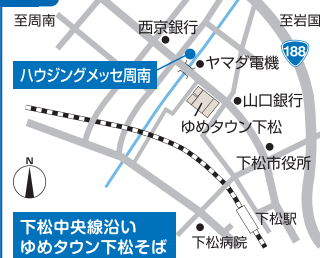 至周南
至岩国
西京銀行
188
ヤマダ電機
ハウジングメッセ周南
山口銀行
ゆめタウン下松
下松市役所
N
下松駅
下松中央線沿い
ゆめタウン下松そば
下松病院